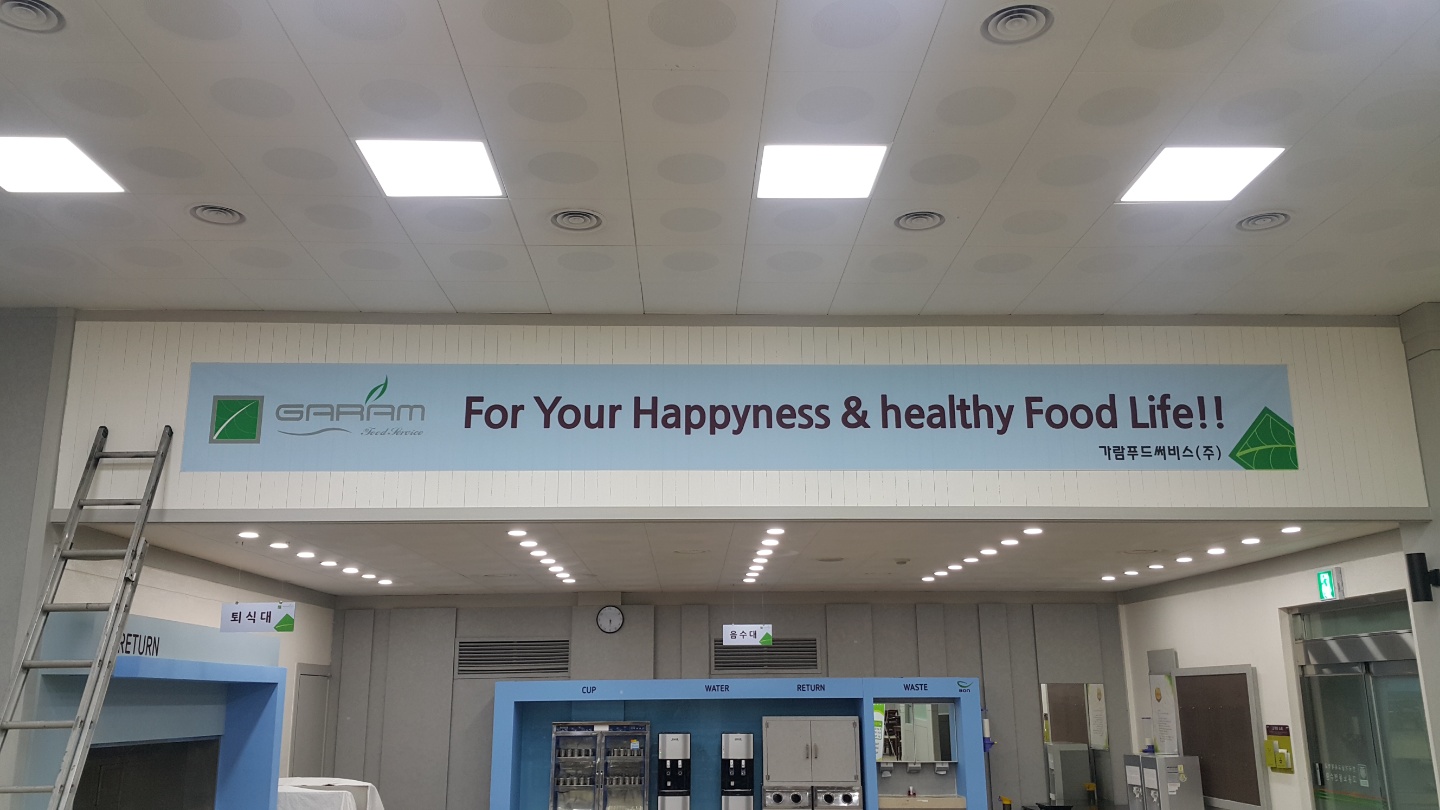 GARAM
Food Service
For Your Happyness & healthy Food Life!!
가람푸드써비스(주)
퇴식대
RETURN
음수대
CUP
WATER
RETURN
WASTE